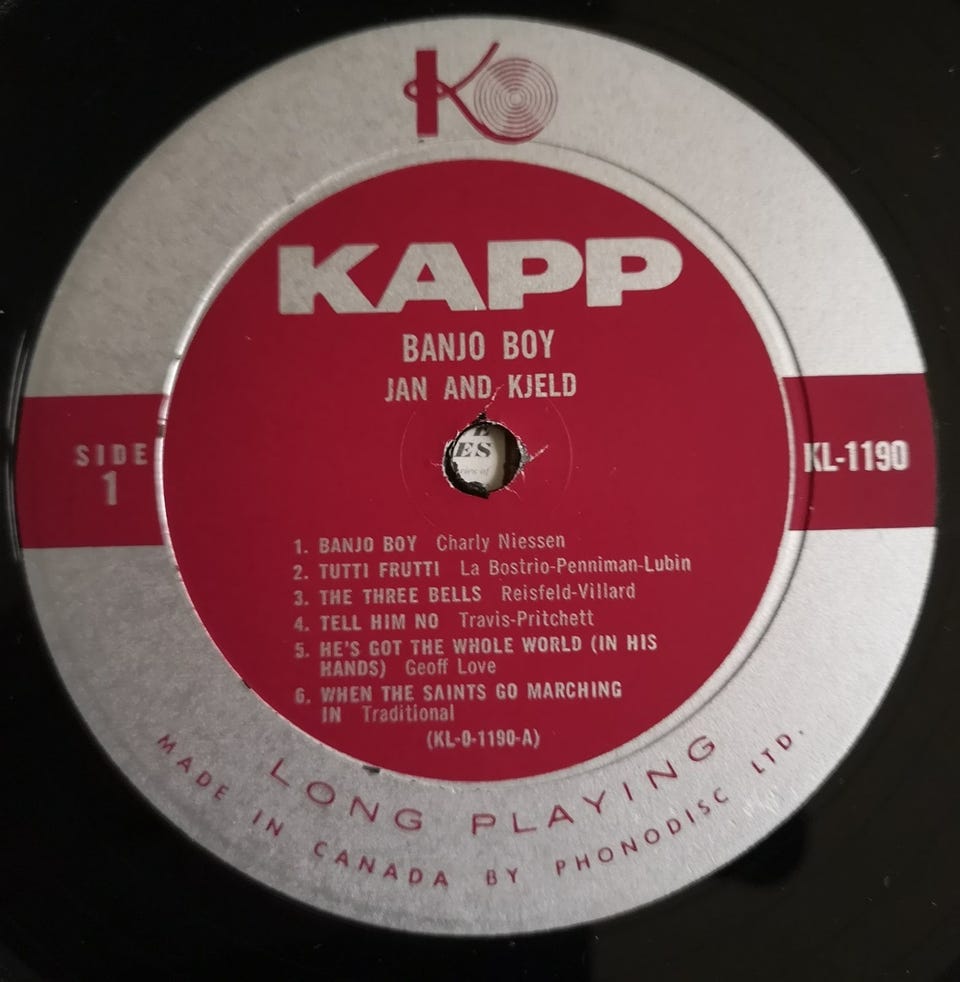 K
KAPP
BANJO BOY
JAN AND KJELD
E
ES
ries of
SIDE
1
KL-1190
1. BANJO BOY Charly Niessen
2. TUTTI FRUTTI La Bostrio-Penniman-Lubin
3. THE THREE BELLS Reisfeld-Villard
4. TELL HIM NO Travis-Pritchett
5. HE'S GOT THE WHOLE WORLD (IN HIS
HANDS) Geoff Love
6. WHEN THE SAINTS GO MARCHING
IN Traditional
(KL-0-1190-A)
LONG PLAYING
MADE IN CANADA BY PHONODISC LTD.